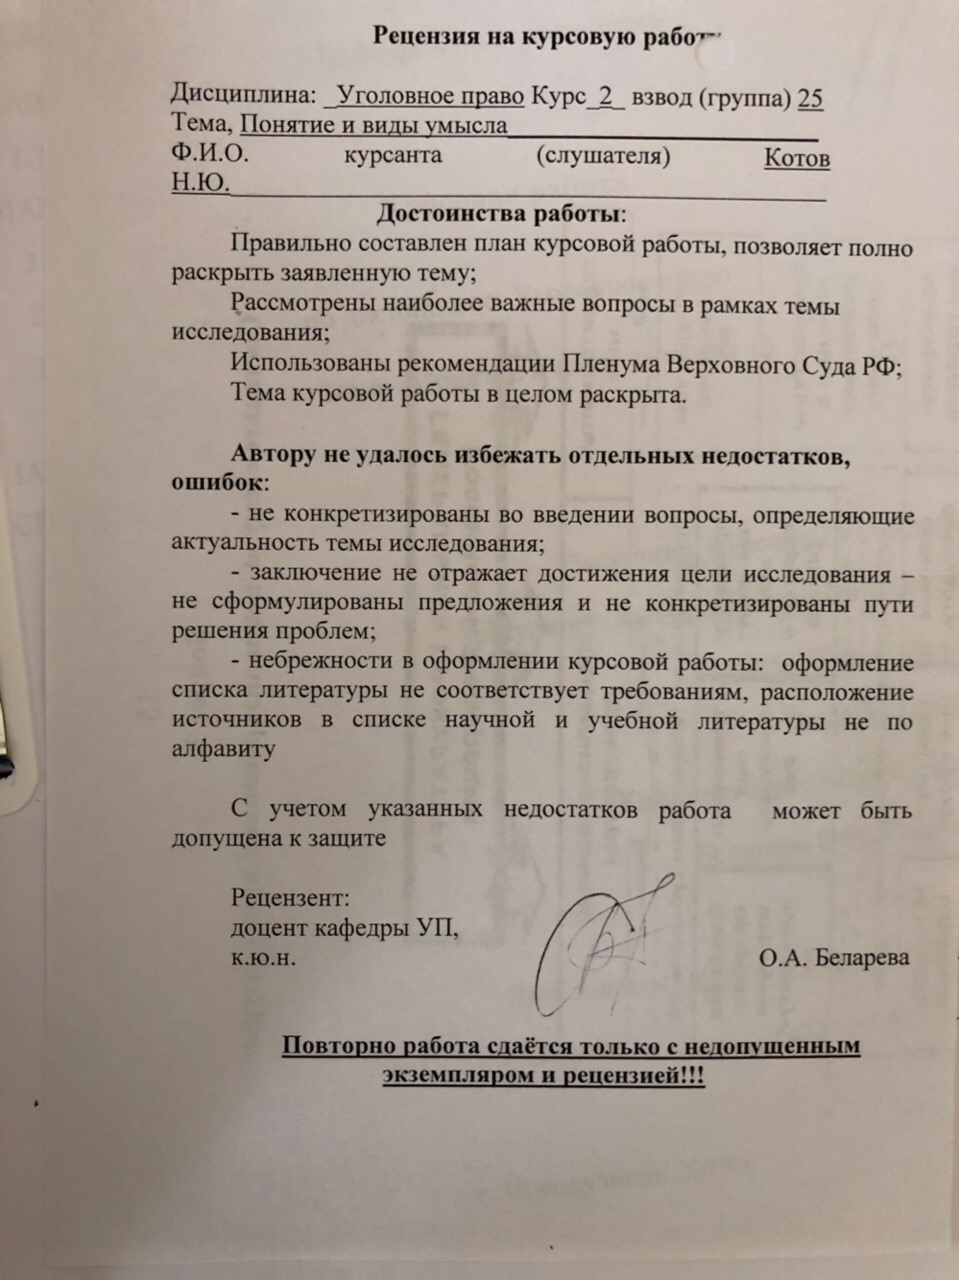 Рецензия на курсовую работу
Дисциплина: _Уголовное право Курс_2_ взвод (группа) 25
Тема, Понятие и виды умысла
Ф.И.О. курсанта (слушателя) Котов
Н.Ю.
Достоинства работы:
Правильно составлен план курсовой работы, позволяет полно
раскрыть заявленную тему;
Рассмотрены наиболее важные вопросы в рамках темы
исследования;
Использованы рекомендации Пленума Верховного Суда РФ;
Тема курсовой работы в целом раскрыта.
Автору не удалось избежать отдельных недостатков,
ошибок:
- не конкретизированы во введении вопросы, определяющие
актуальность темы исследования;
- заключение не отражает достижения цели исследования –
не сформулированы предложения и не конкретизированы пути
решения проблем;
- небрежности в оформлении курсовой работы: оформление
списка литературы не соответствует требованиям, расположение
источников в списке научной и учебной литературы не по
алфавиту
С учетом указанных недостатков работа может быть
допущена к защите
Рецензент:
доцент кафедры УП,
к.ю.н. О.А. Беларева
Повторно работа сдаётся только с недопущенным
экземпляром и рецензией!!!